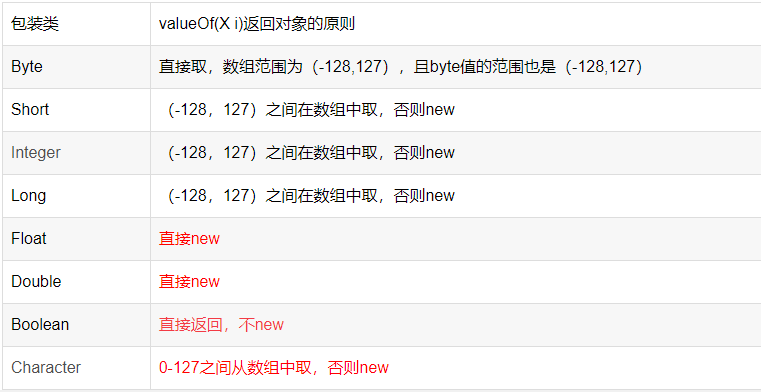 包装类 valueOf(X i)返回对象的原则
Byte 直接取，数组范围为（-128,127），且byte值的范围也是（-128,127）
Short （-128，127）之间在数组中取，否则new
Integer （-128，127）之间在数组中取，否则new
Long （-128，127）之间在数组中取，否则new
Float 直接new
Double 直接new
Boolean 直接返回，不new
Character 0-127之间从数组中取，否则new